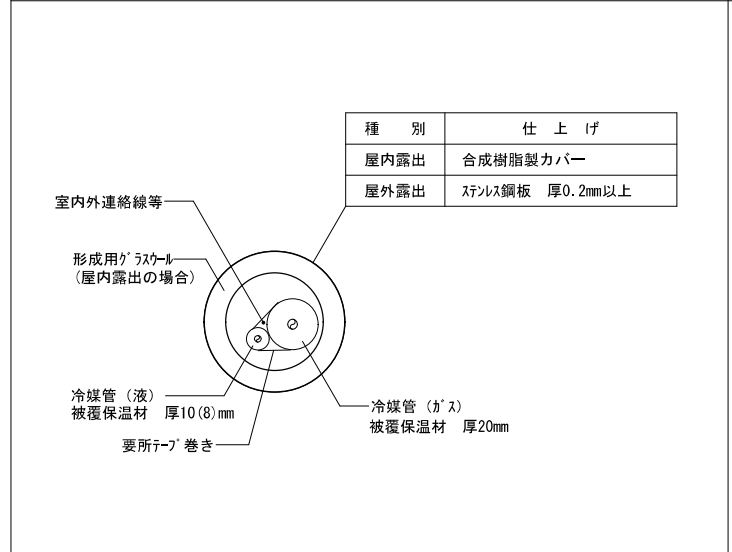 種　別　仕　上　げ
屋内露出　合成樹脂製カバー
屋外露出　ｽﾃﾝﾚｽ鋼板　厚0.2mm以上
室内外連絡線等
形成用ｸﾞﾗｽｳｰﾙ
(屋内露出の場合)
冷媒管（液）
被覆保温材　厚10(8)mm
要所ﾃｰﾌﾟ巻き
冷媒管（ｶﾞｽ）
被覆保温材　厚20mm